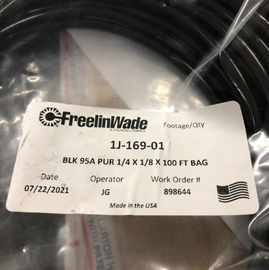 FreelinWade
Footage/QTY
1J-169-01
BLK 95A PUR 1/4 X 1/8 X 100 FT BAG
Date Operator Work Order #
07/22/2021 JG 898644
Made in the USA